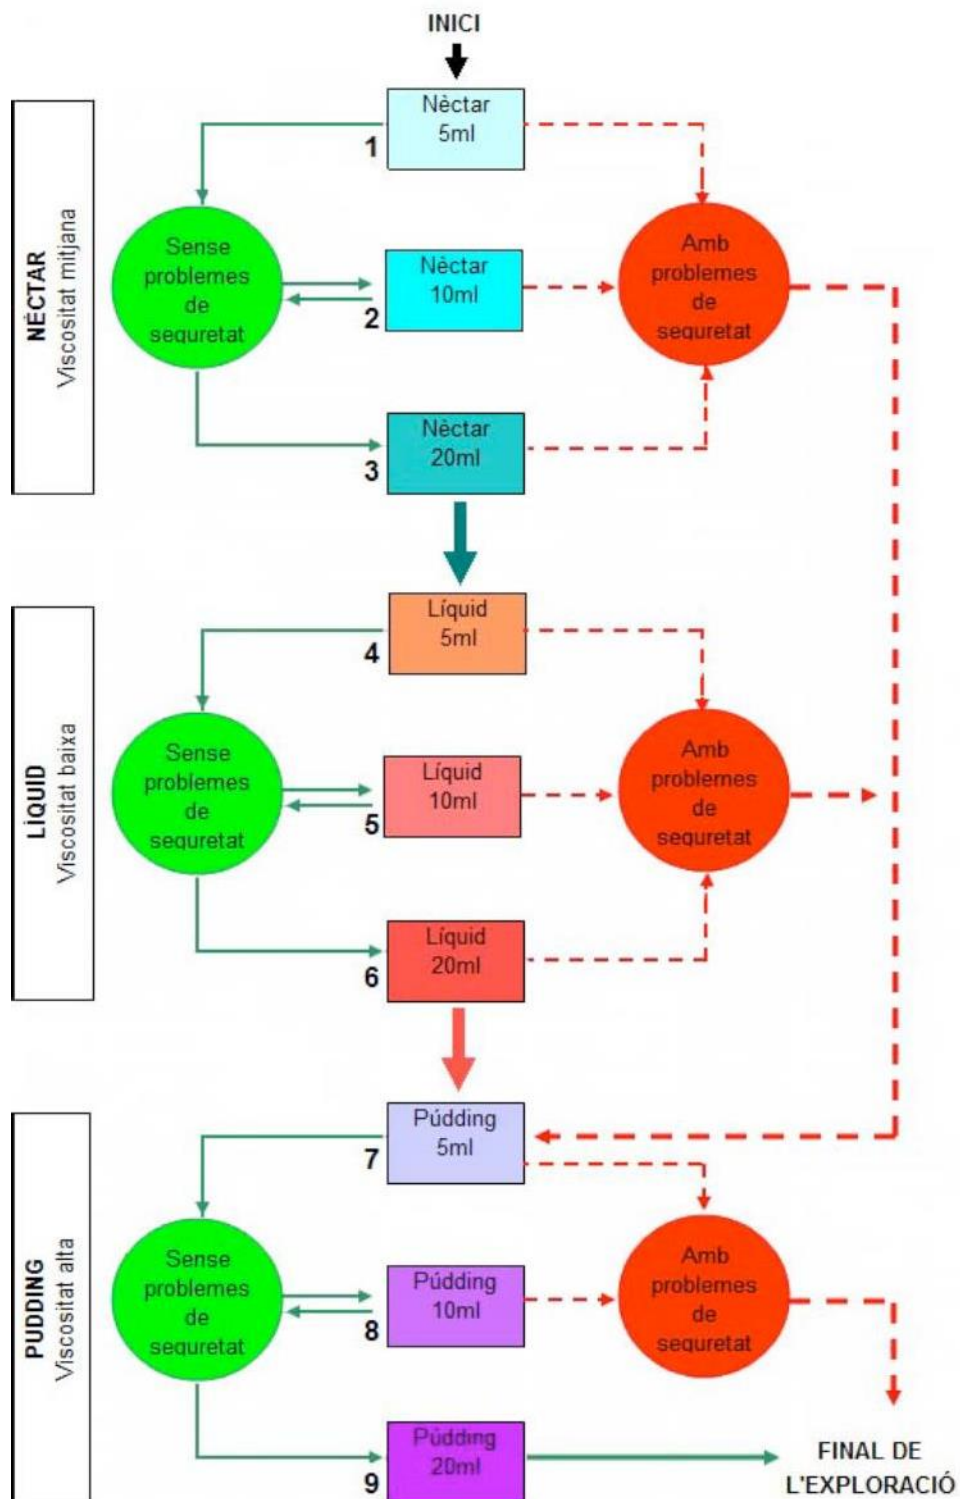 INICI
Nèctar
5ml
1
NÈCTAR
Viscositat mitjana
Sense
problemes
de
seguretat
Nèctar
10ml
2
Amb
problemes
de
seguretat
Nèctar
20ml
3
Líquid
5ml
4
LÍQUID
Viscositat baixa
Sense
problemes
de
seguretat
Líquid
10ml
5
Amb
problemes
de
seguretat
Líquid
20ml
6
Púdding
5ml
7
PUDDING
Viscositat alta
Sense
problemes
de
seguretat
Púdding
10ml
8
Amb
problemes
de
seguretat
Púdding
20ml
9
FINAL DE
L'EXPLORACIÓ